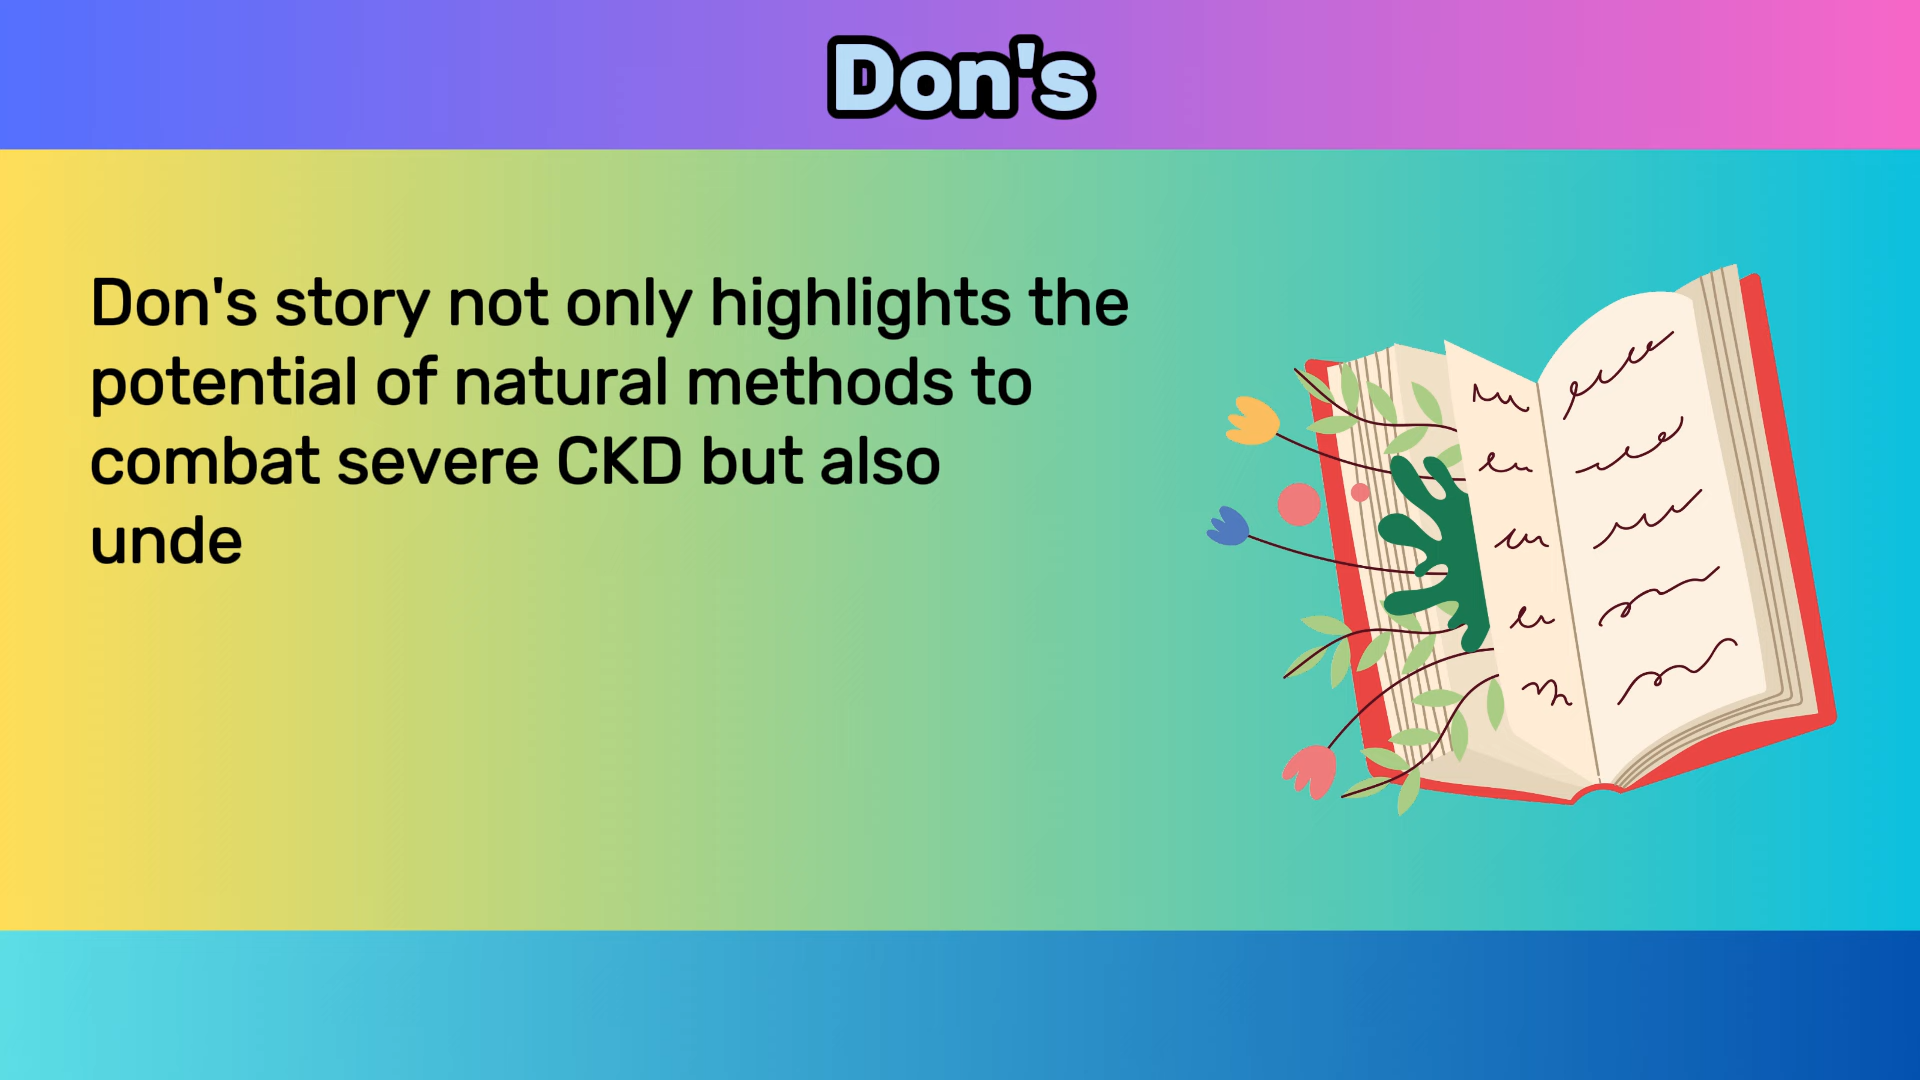 Don's
Don's story not only highlights the
potential of natural methods to
combat severe CKD but also
unde